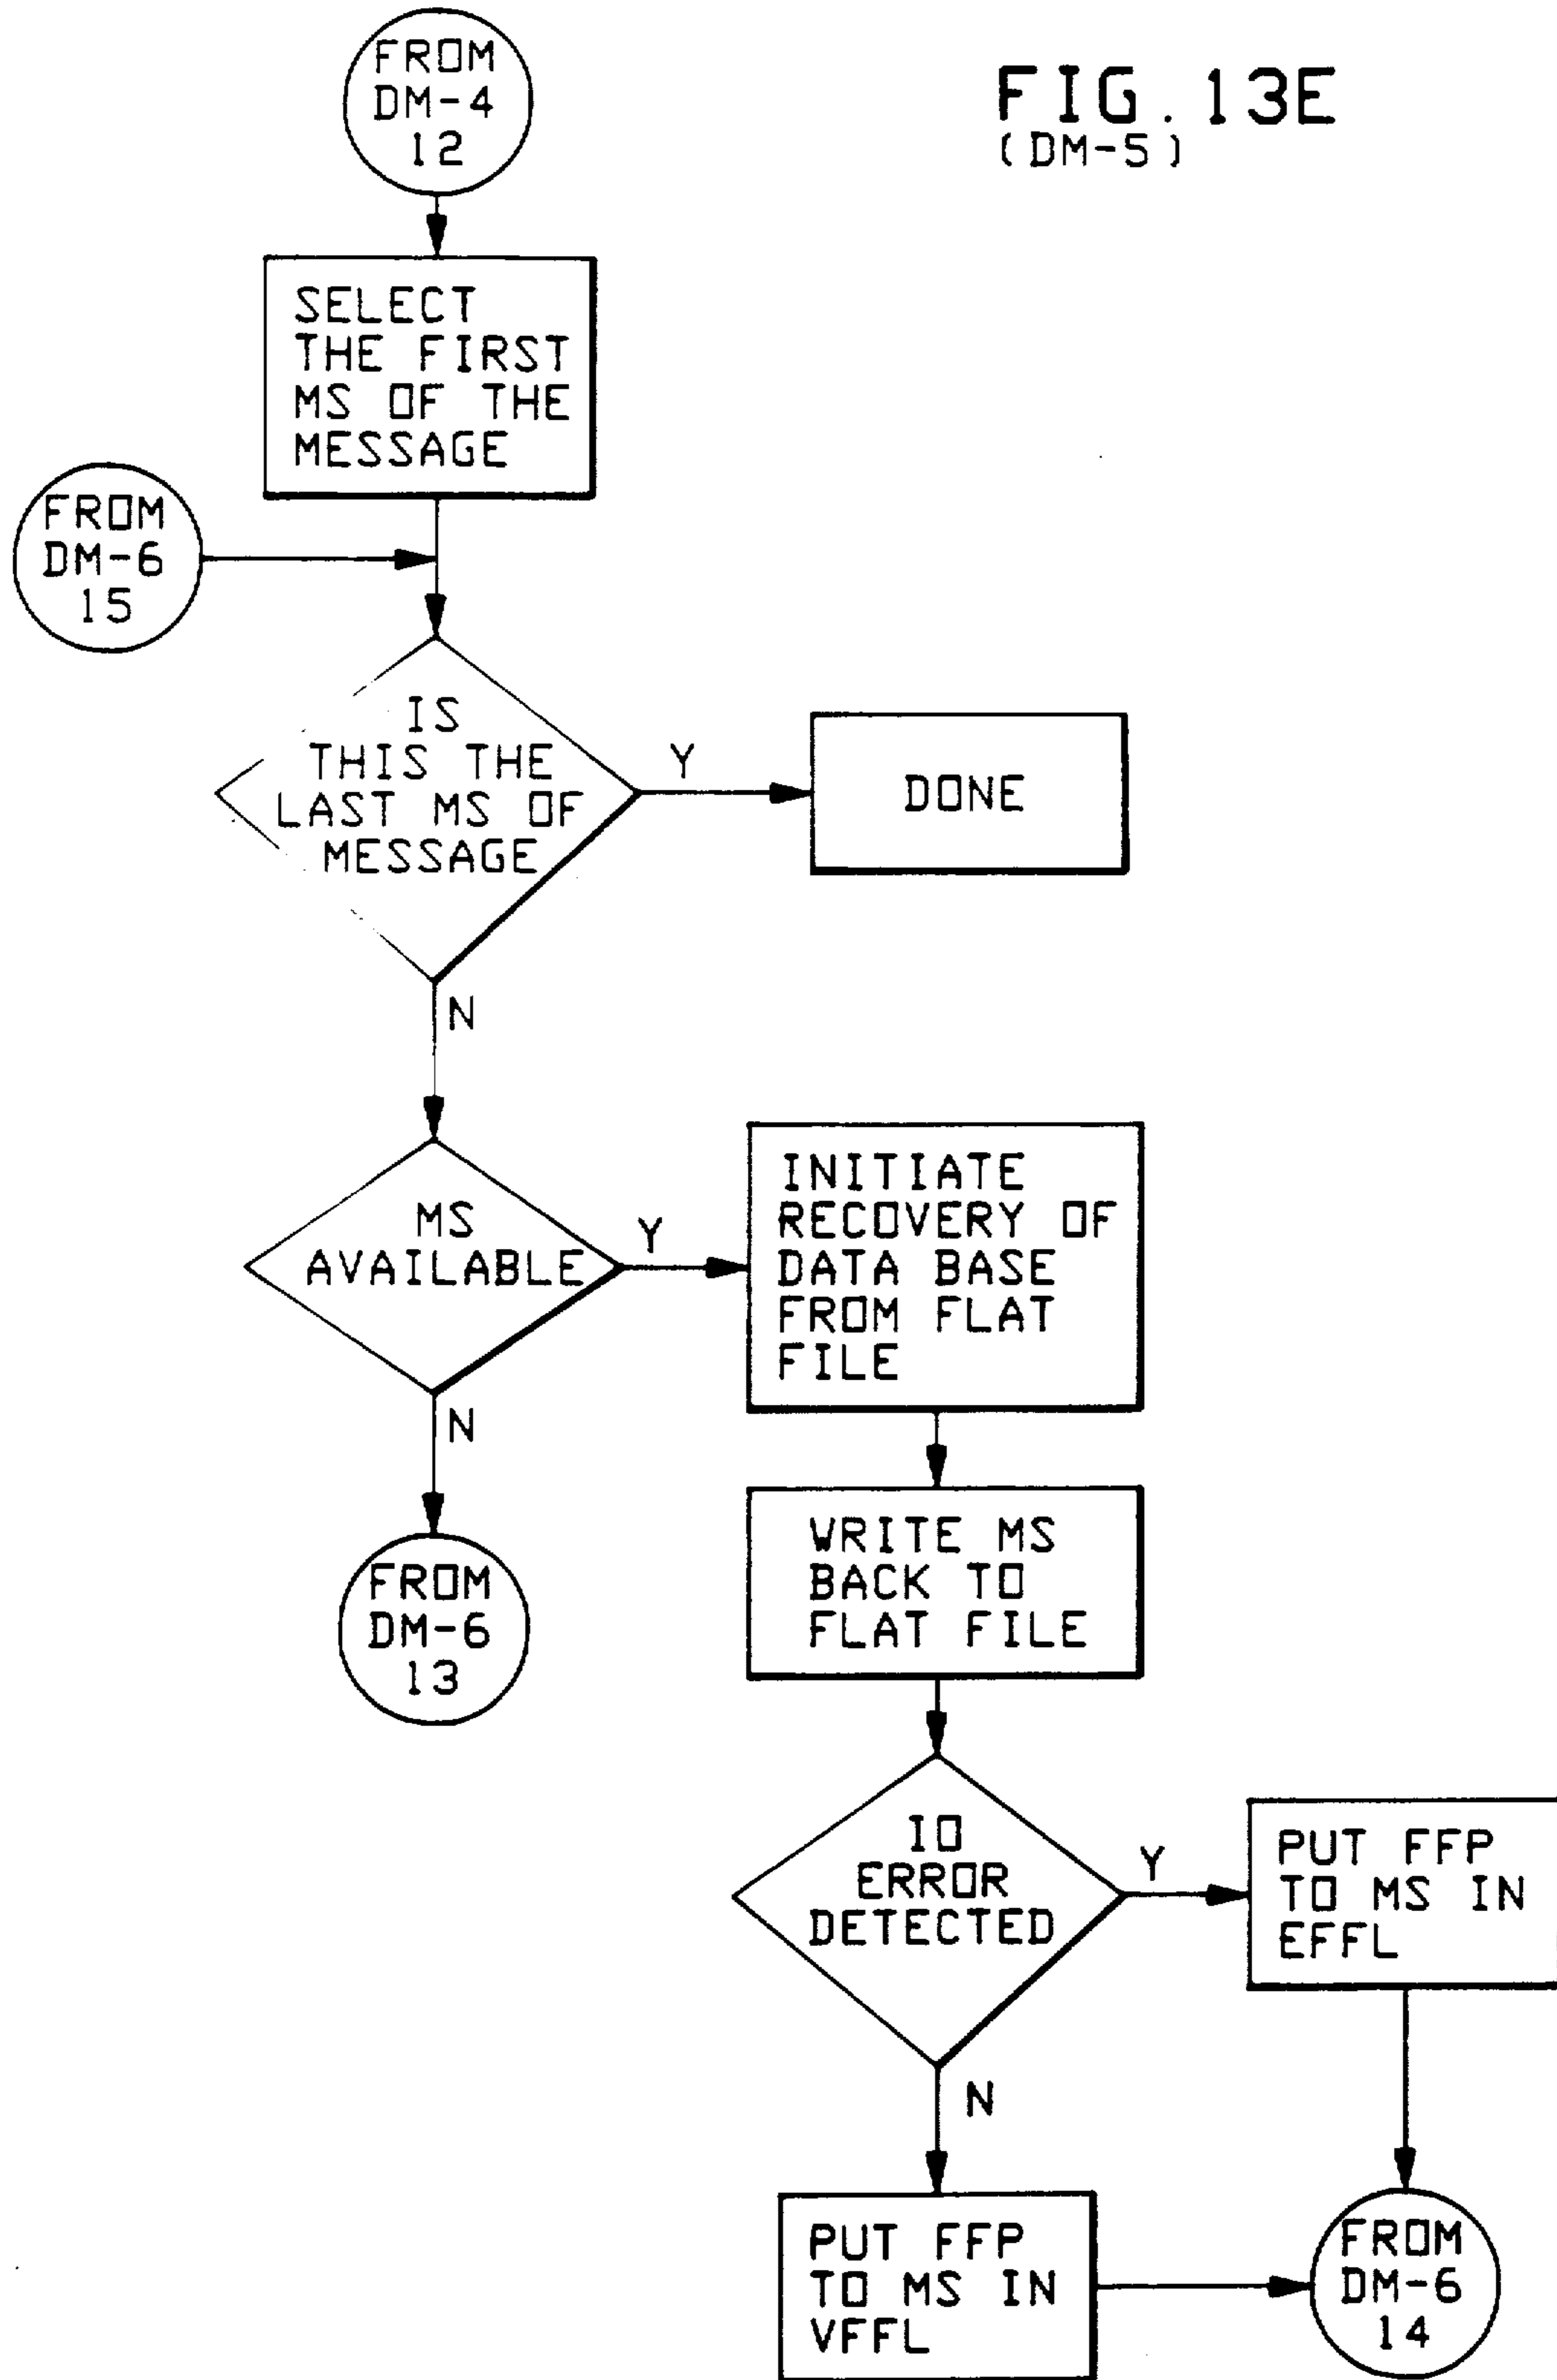 FROM
DM-4
12
FIG. 13E
(DM-5)
SELECT
THE FIRST
MS OF THE
MESSAGE
FROM
DM-6
15
IS
THIS THE
LAST MS OF
MESSAGE
Y
DONE
N
MS
AVAILABLE
Y
INITIATE
RECOVERY OF
DATA BASE
FROM FLAT
FILE
N
FROM
DM-6
13
WRITE MS
BACK TO
FLAT FILE
IO
ERROR
DETECTED
Y
PUT FFP
TO MS IN
EFFL
N
PUT FFP
TO MS IN
VFFL
FROM
DM-6
14